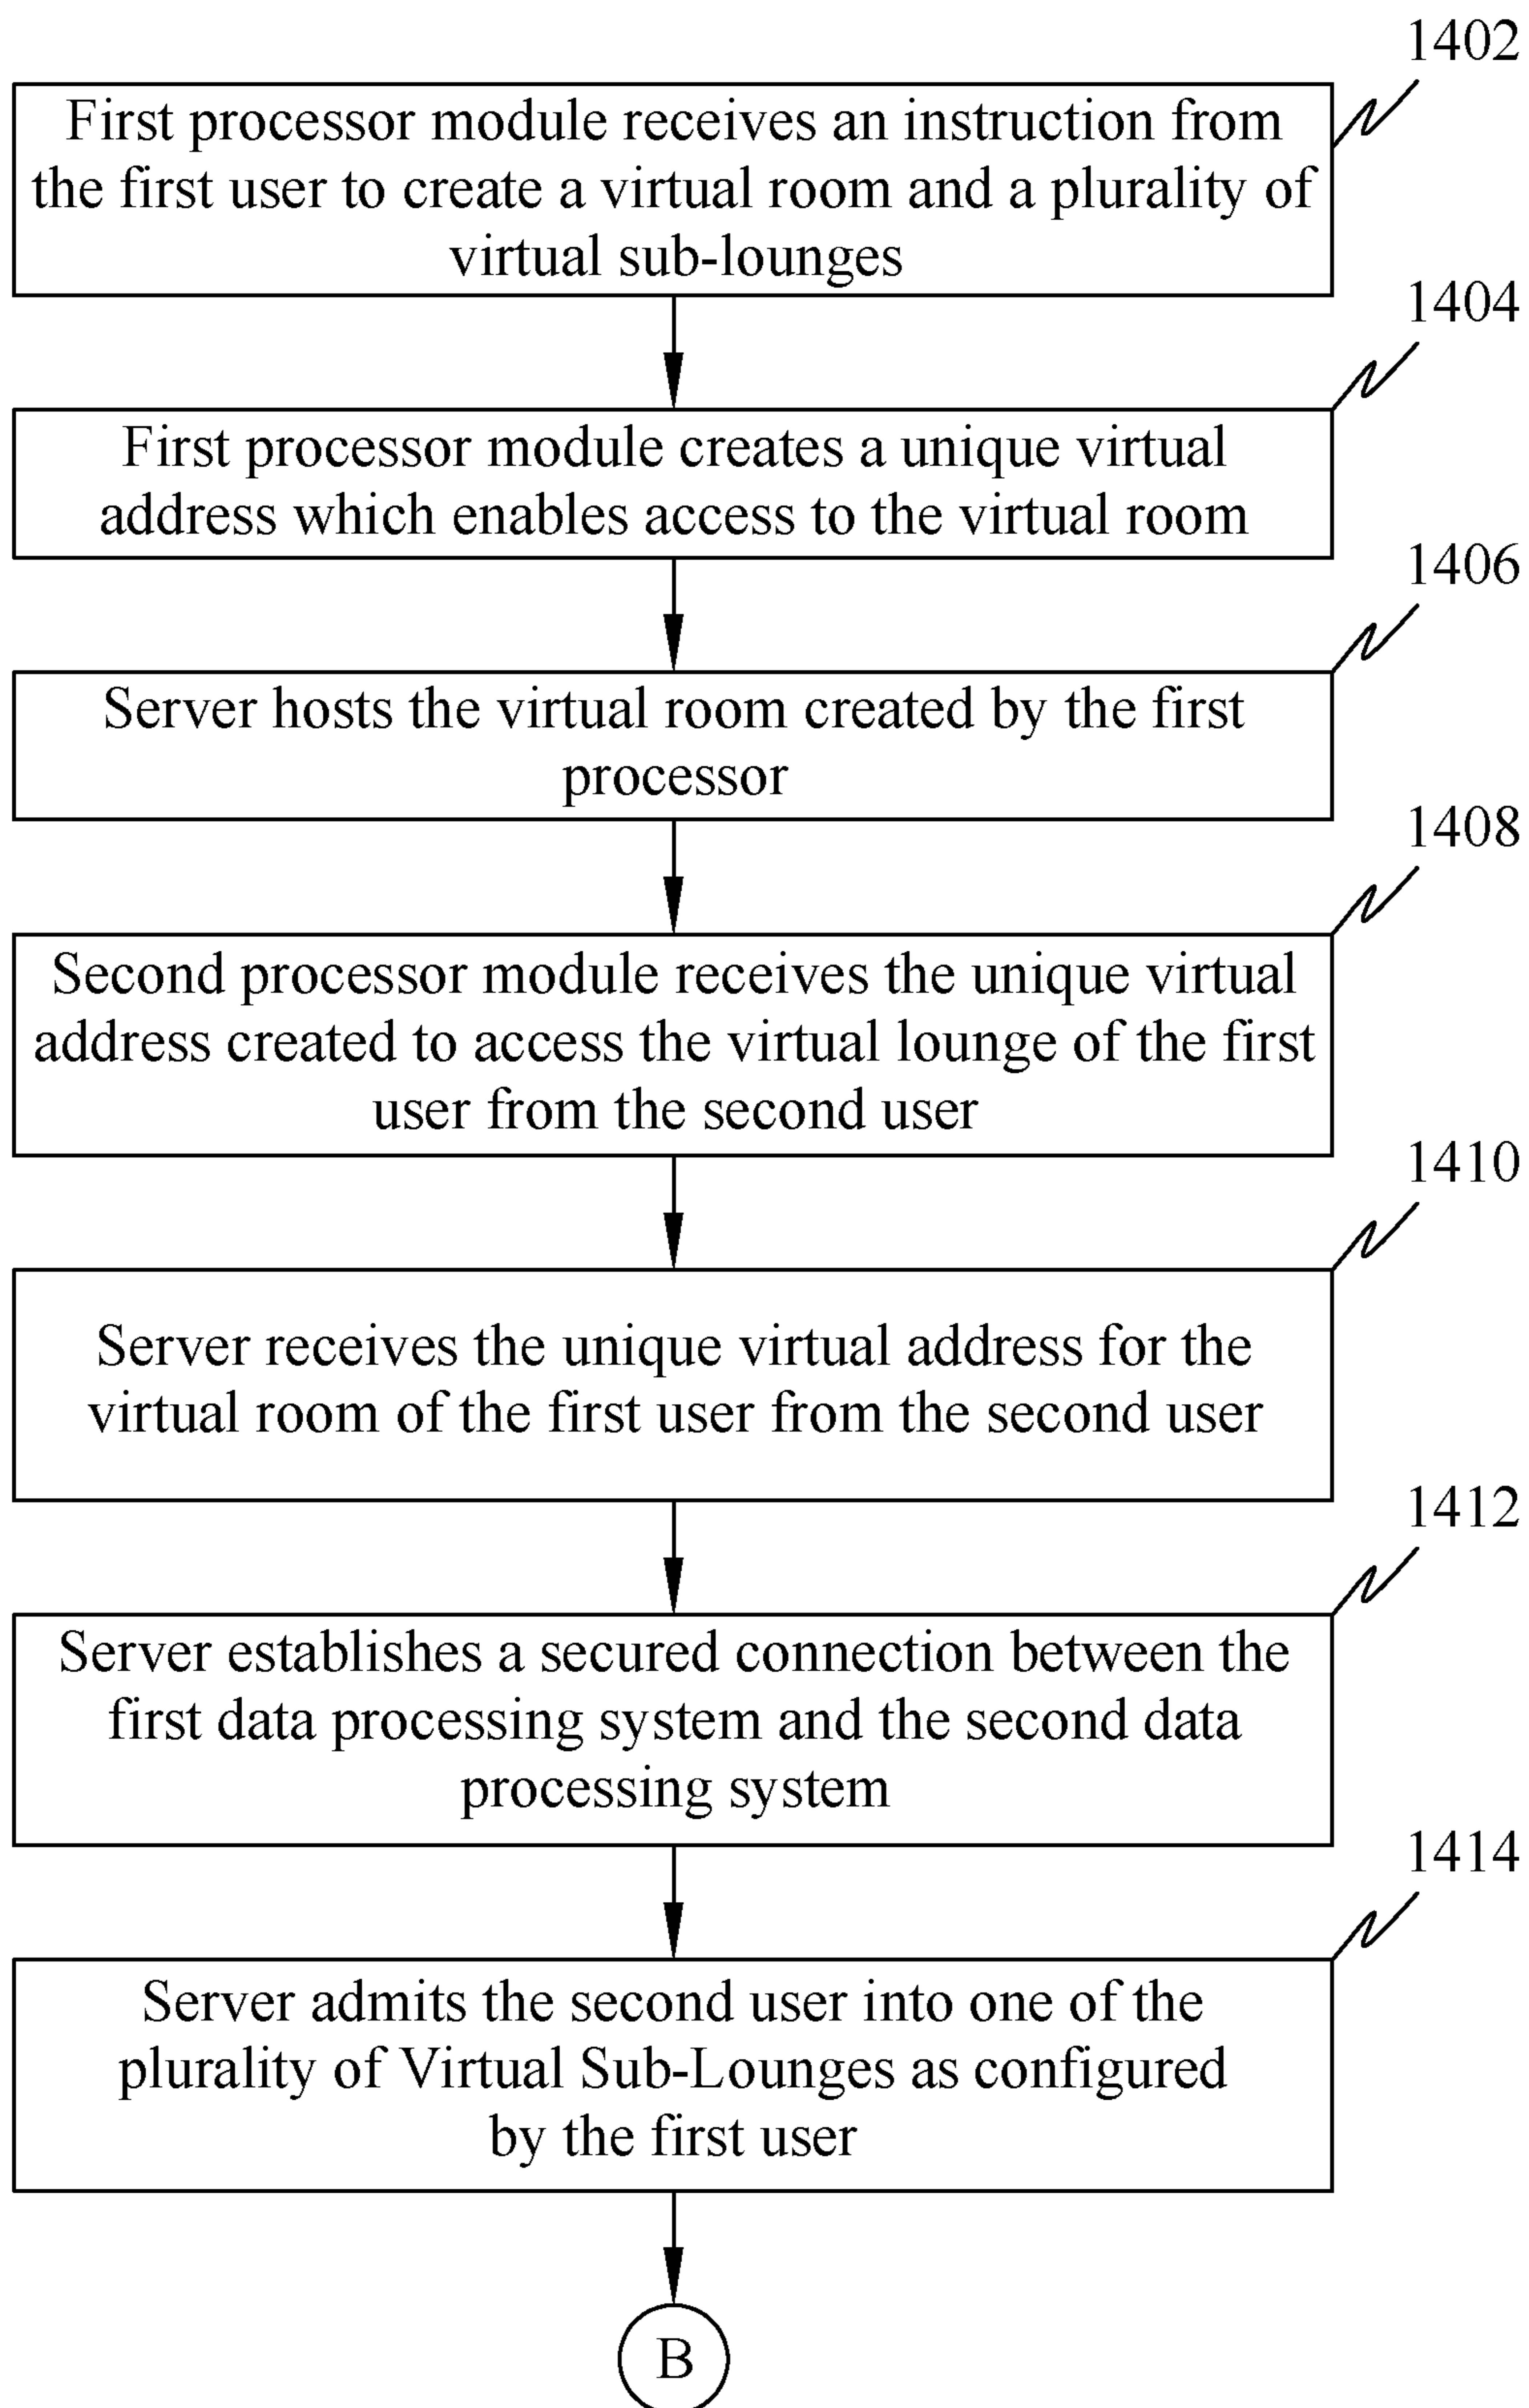 1402
First processor module receives an instruction from
the first user to create a virtual room and a plurality of
virtual sub-lounges
1404
First processor module creates a unique virtual
address which enables access to the virtual room
1406
Server hosts the virtual room created by the first
processor
1408
Second processor module receives the unique virtual
address created to access the virtual lounge of the first
user from the second user
1410
Server receives the unique virtual address for the
virtual room of the first user from the second user
1412
Server establishes a secured connection between the
first data processing system and the second data
processing system
1414
Server admits the second user into one of the
plurality of Virtual Sub-Lounges as configured
by the first user
B